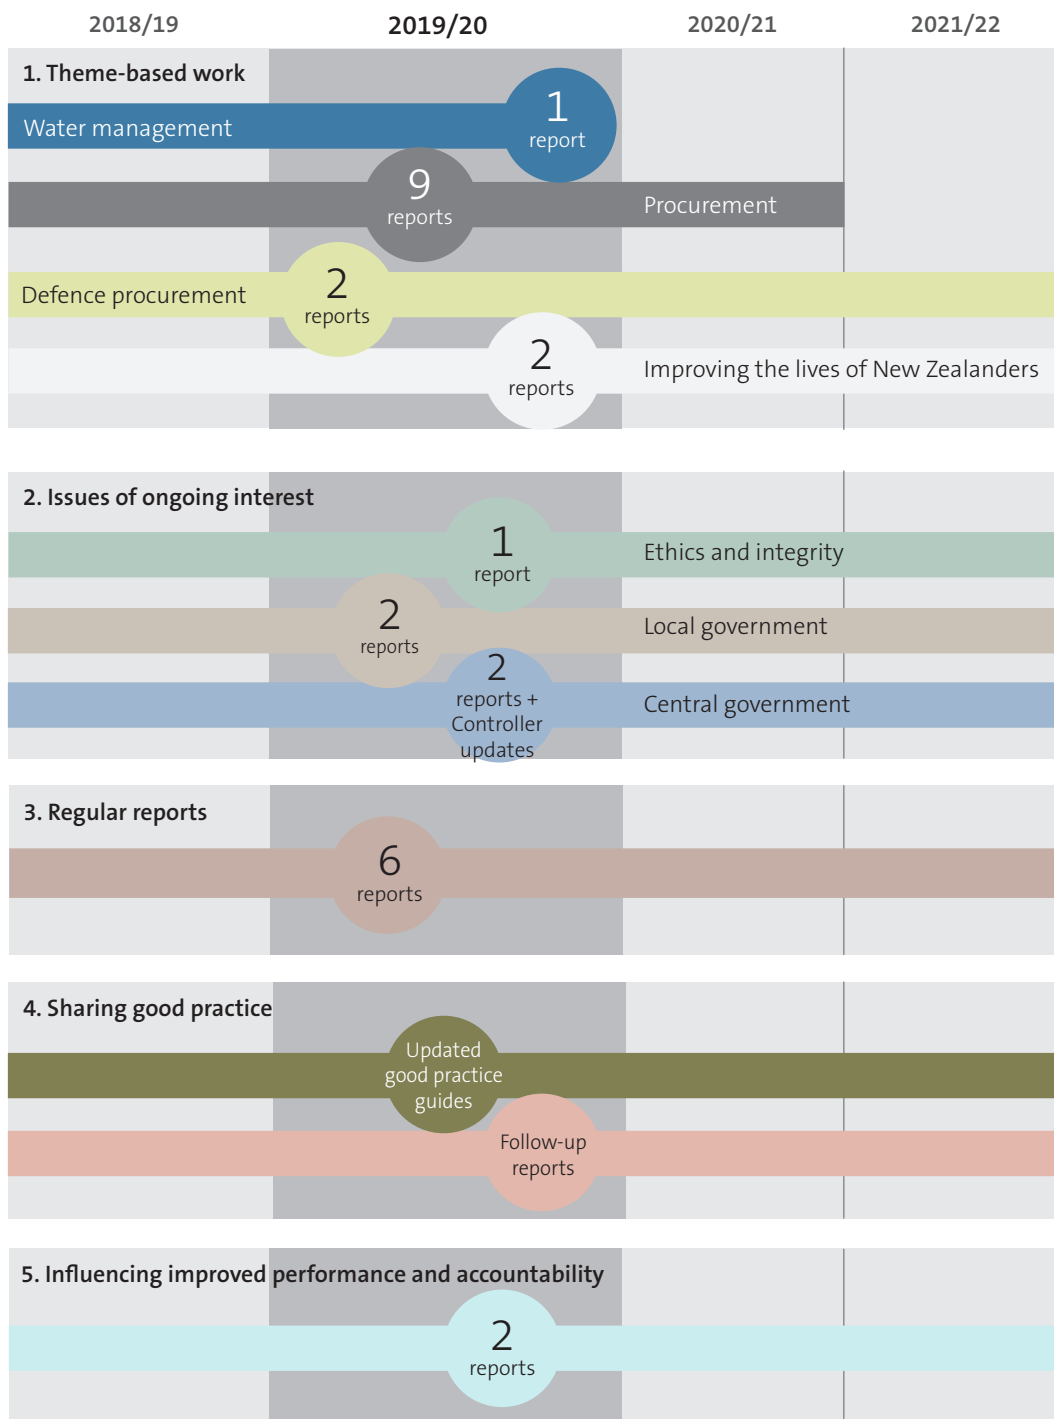 2018/19 2019/20 2020/21 2021/22
1. Theme-based work
Water management
1
report
9
reports
Procurement
Defence procurement
2
reports
2
reports
Improving the lives of New Zealanders
2. Issues of ongoing interest
1
report
Ethics and integrity
2
reports
Local government
2
reports +
Controller
updates
Central government
3. Regular reports
6
reports
4. Sharing good practice
Updated
good practice
guides
Follow-up
reports
5. Influencing improved performance and accountability
2
reports